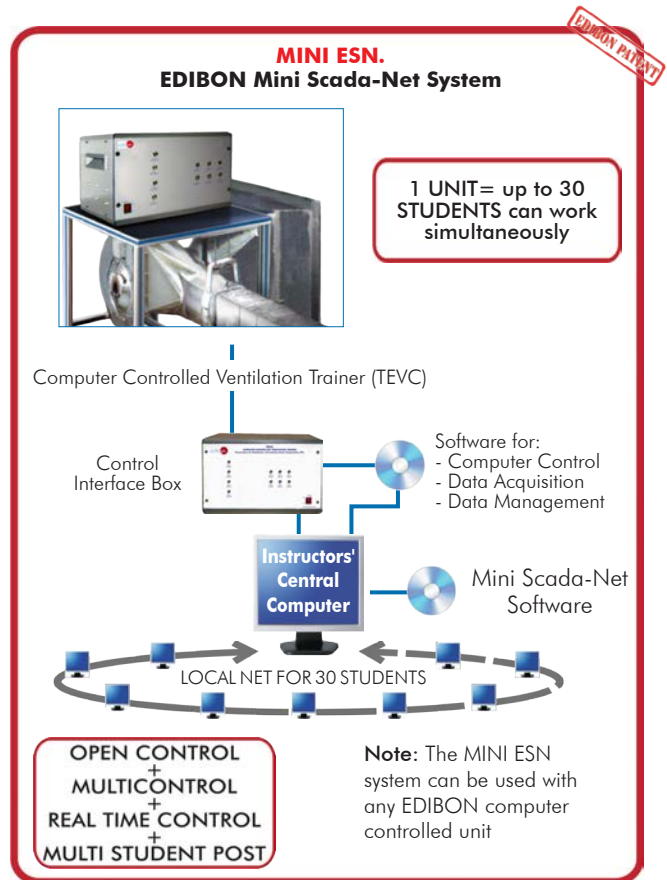 EDIBON PATENT
MINI ESN.
EDIBON Mini Scada-Net System
1 UNIT= up to 30
STUDENTS can work
simultaneously
Computer Controlled Ventilation Trainer (TEVC)
Control
Interface Box
Software for:
- Computer Control
- Data Acquisition
- Data Management
Instructors'
Central
Computer
Mini Scada-Net
Software
LOCAL NET FOR 30 STUDENTS
OPEN CONTROL
+
MULTICONTROL
+
REAL TIME CONTROL
+
MULTI STUDENT POST
Note: The MINI ESN
system can be used with
any EDIBON computer
controlled unit